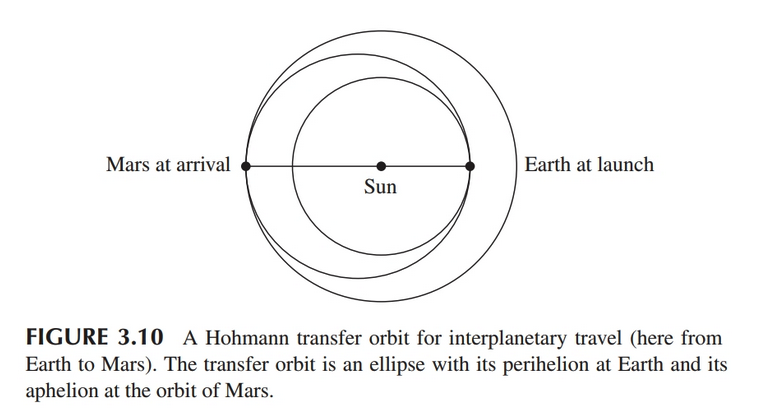 Mars at arrival
Earth at launch
Sun
FIGURE 3.10 A Hohmann transfer orbit for interplanetary travel (here from
Earth to Mars). The transfer orbit is an ellipse with its perihelion at Earth and its
aphelion at the orbit of Mars.